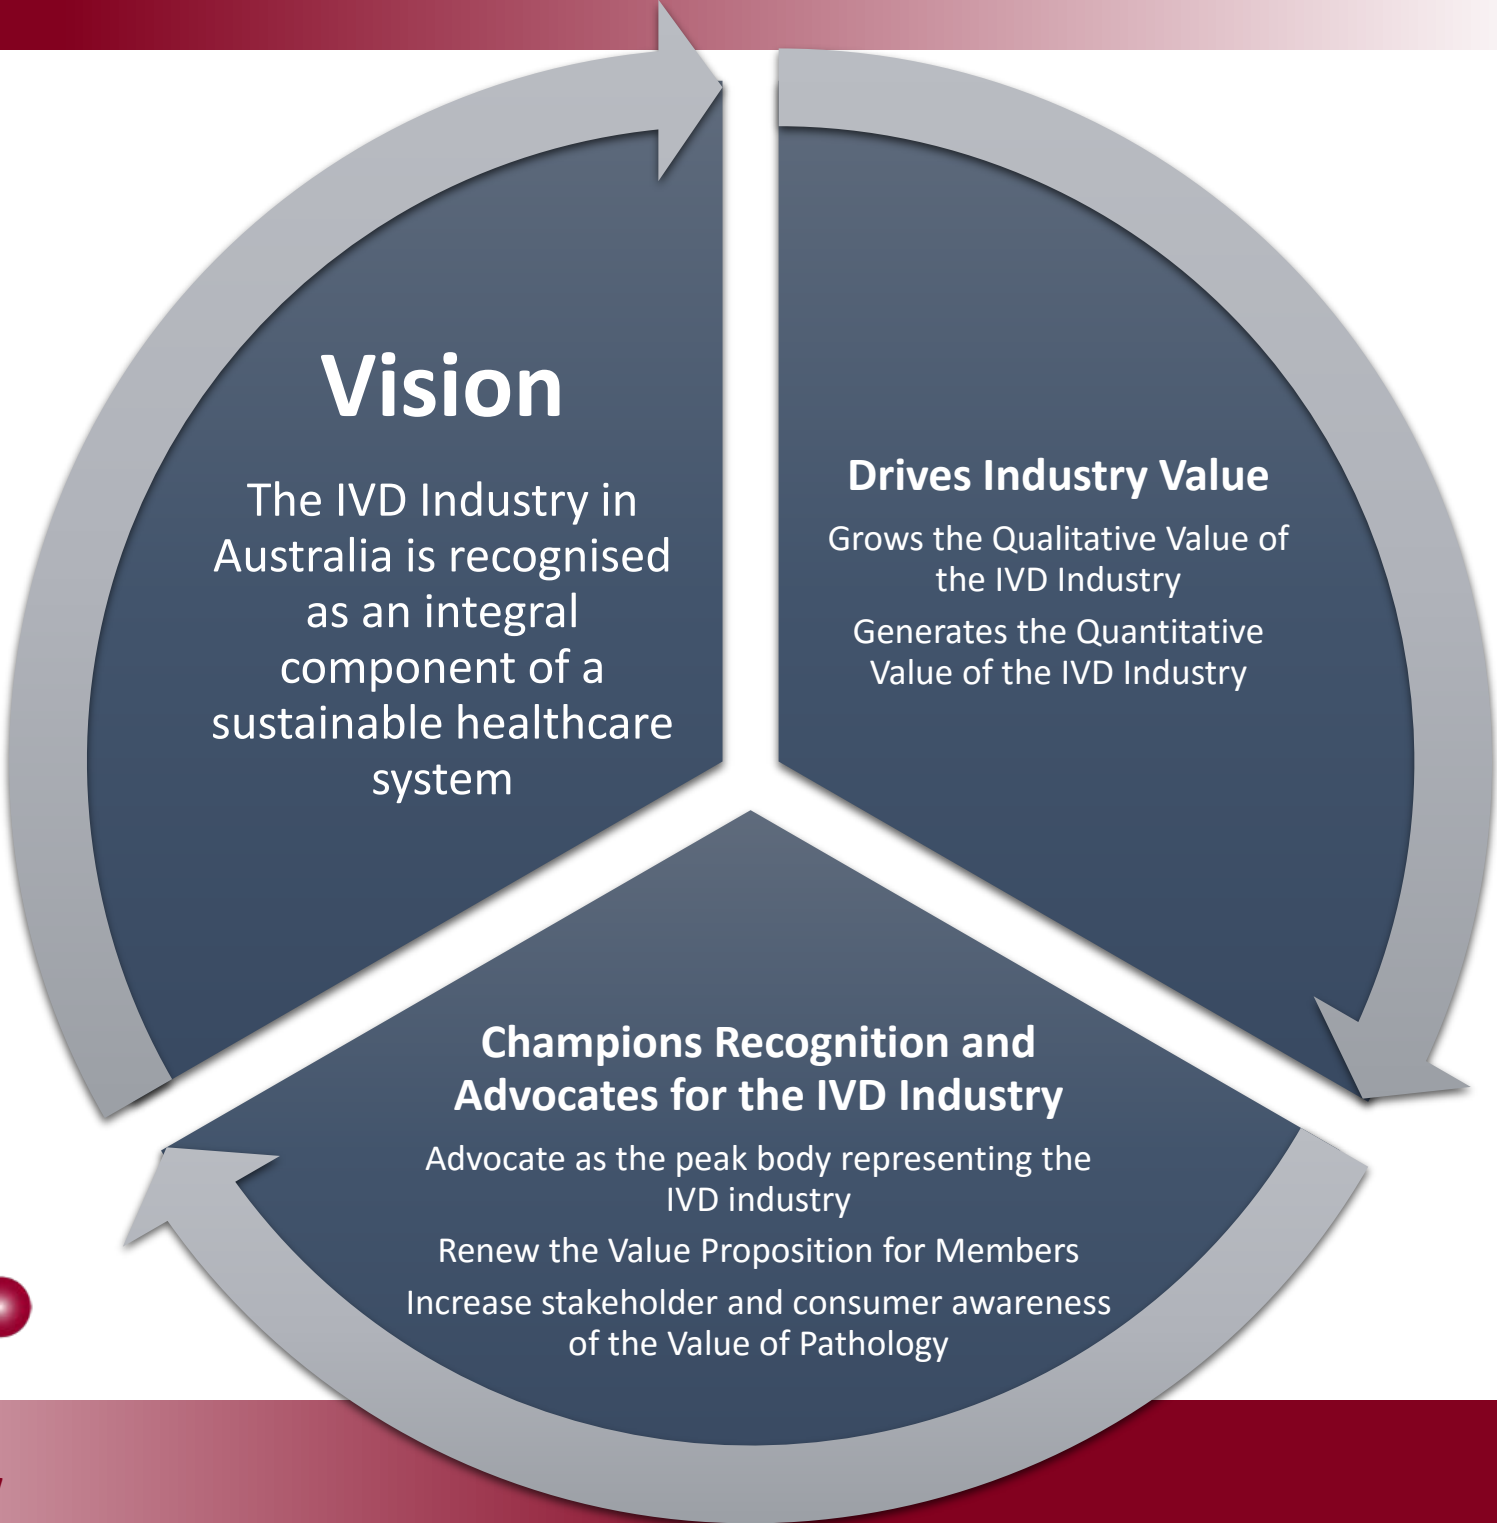 Vision
The IVD Industry in
Australia is recognised
as an integral
component of a
sustainable healthcare
system
Drives Industry Value
Grows the Qualitative Value of
the IVD Industry
Generates the Quantitative
Value of the IVD Industry
Champions Recognition and
Advocates for the IVD Industry
Advocate as the peak body representing the
IVD industry
Renew the Value Proposition for Members
Increase stakeholder and consumer awareness
of the Value of Pathology